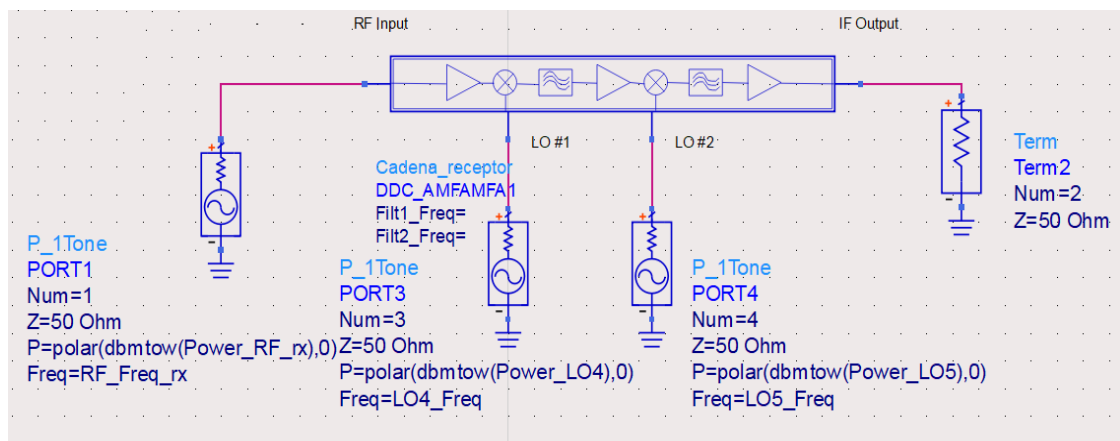 RF Input
IF Output
LO #1
LO #2
Cadena_receptor
DDC_AMFAMFA1
Filt1_Freq=
Filt2_Freq=
Term
Term2
Num=2
Z=50 Ohm
P_1Tone
PORT1
Num=1
Z=50 Ohm
P=polar(dbmtow(Power_RF_rx),0)
Freq=RF_Freq_rx
P_1Tone
PORT3
Num=3
Z=50 Ohm
P=polar(dbmtow(Power_LO4),0)
Freq=LO4_Freq
P_1Tone
PORT4
Num=4
Z=50 Ohm
P=polar(dbmtow(Power_LO5),0)
Freq=LO5_Freq